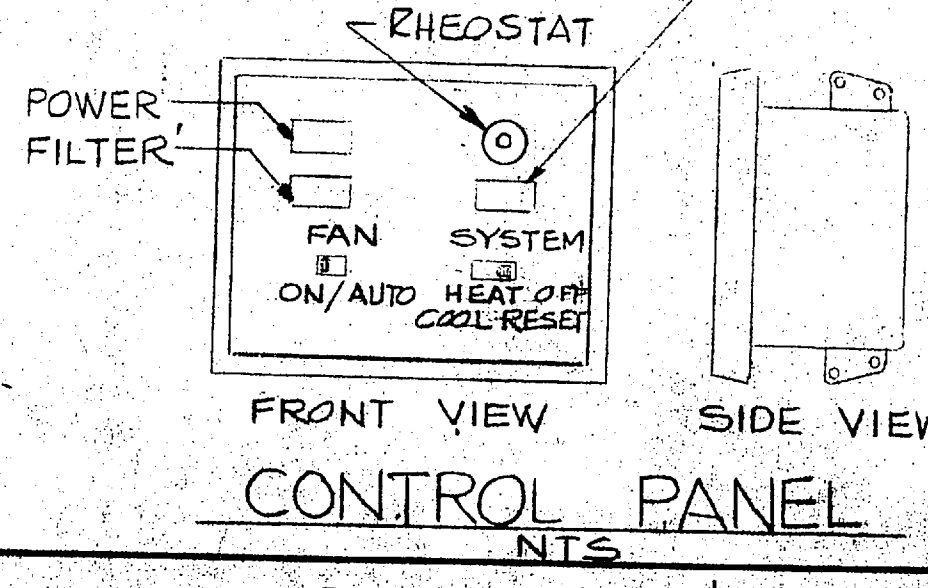 RHEOSTAT
POWER
FILTER
FAN SYSTEM
ON/AUTO HEAT OFF
COOL-RESET
FRONT VIEW SIDE VIEW
CONTROL PANEL
NTS